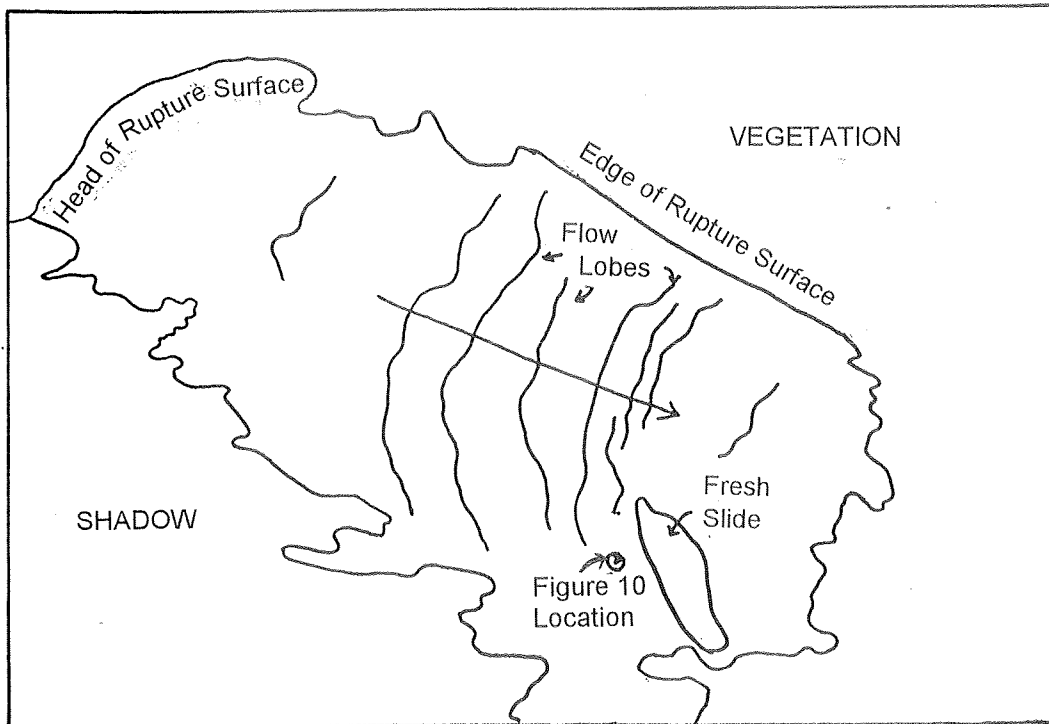 Head of Rupture Surface
VEGETATION
Edge of Rupture Surface
Flow
Lobes
SHADOW
Fresh
Slide
Figure 10
Location